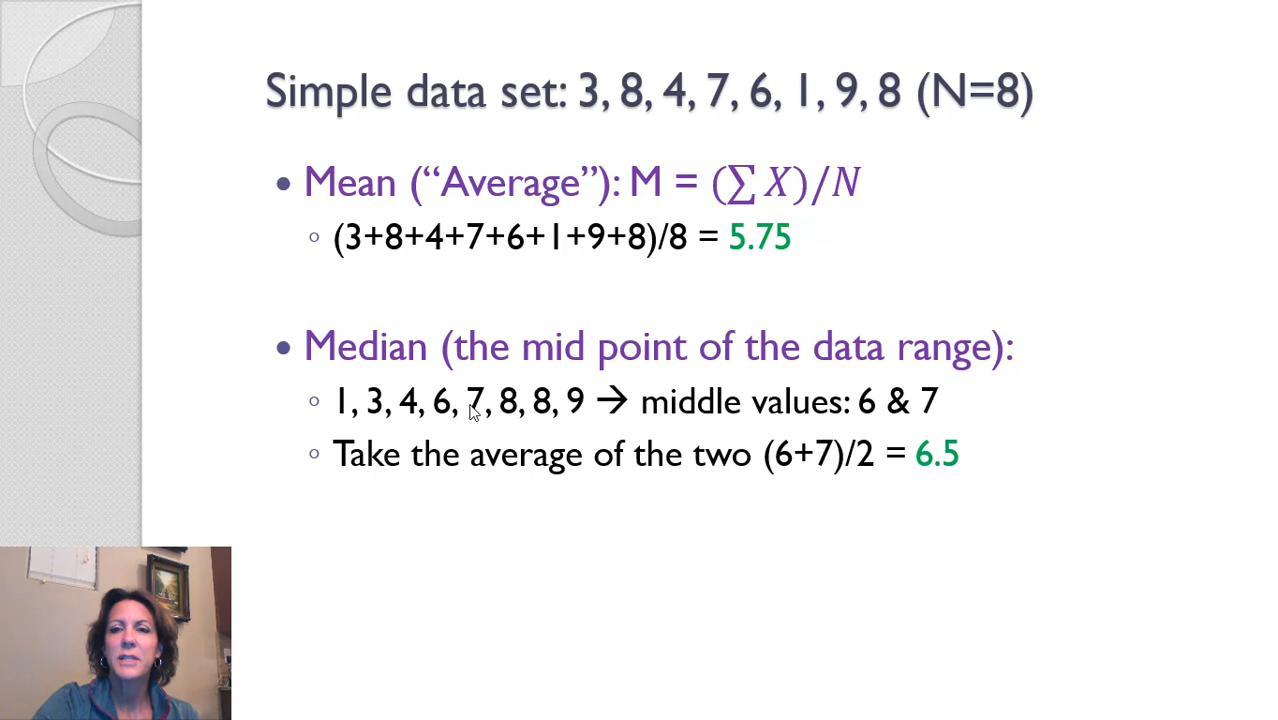 Simple data set: 3, 8, 4, 7, 6, 1, 9, 8 (N=8)
• Mean (“Average”): M = (∑ X)/N
◦ (3+8+4+7+6+1+9+8)/8 = 5.75
• Median (the mid point of the data range):
◦ 1, 3, 4, 6, 7, 8, 8, 9 → middle values: 6 & 7
◦ Take the average of the two (6+7)/2 = 6.5